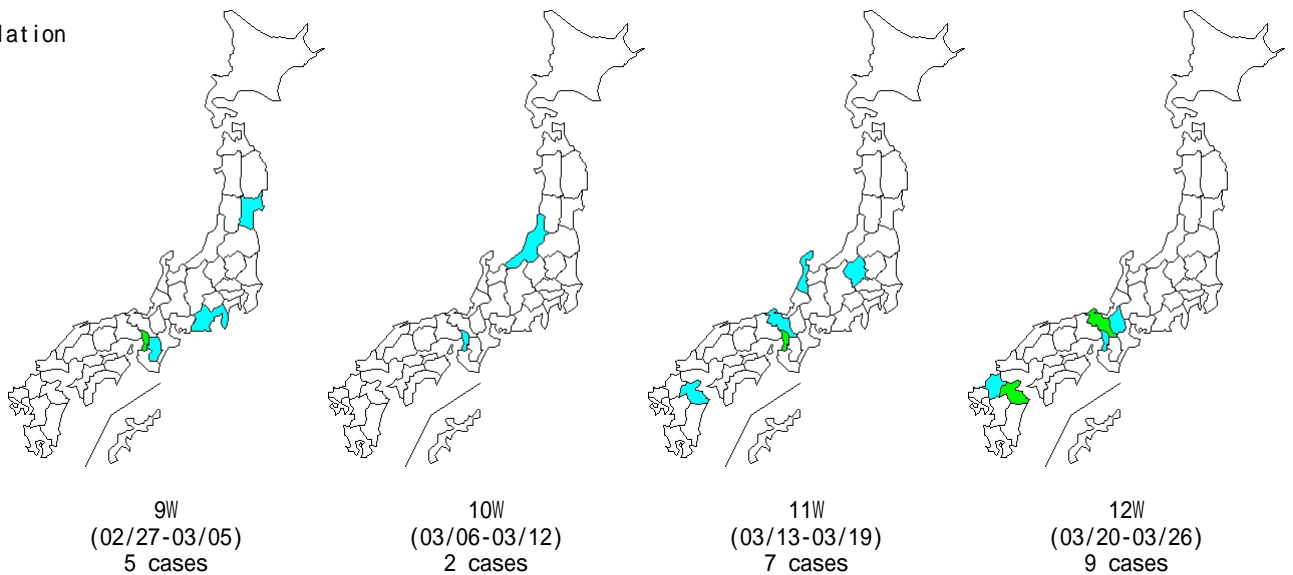 9W
(02/27-03/05)
5 cases
10W
(03/06-03/12)
2 cases
11W
(03/13-03/19)
7 cases
12W
(03/20-03/26)
9 cases